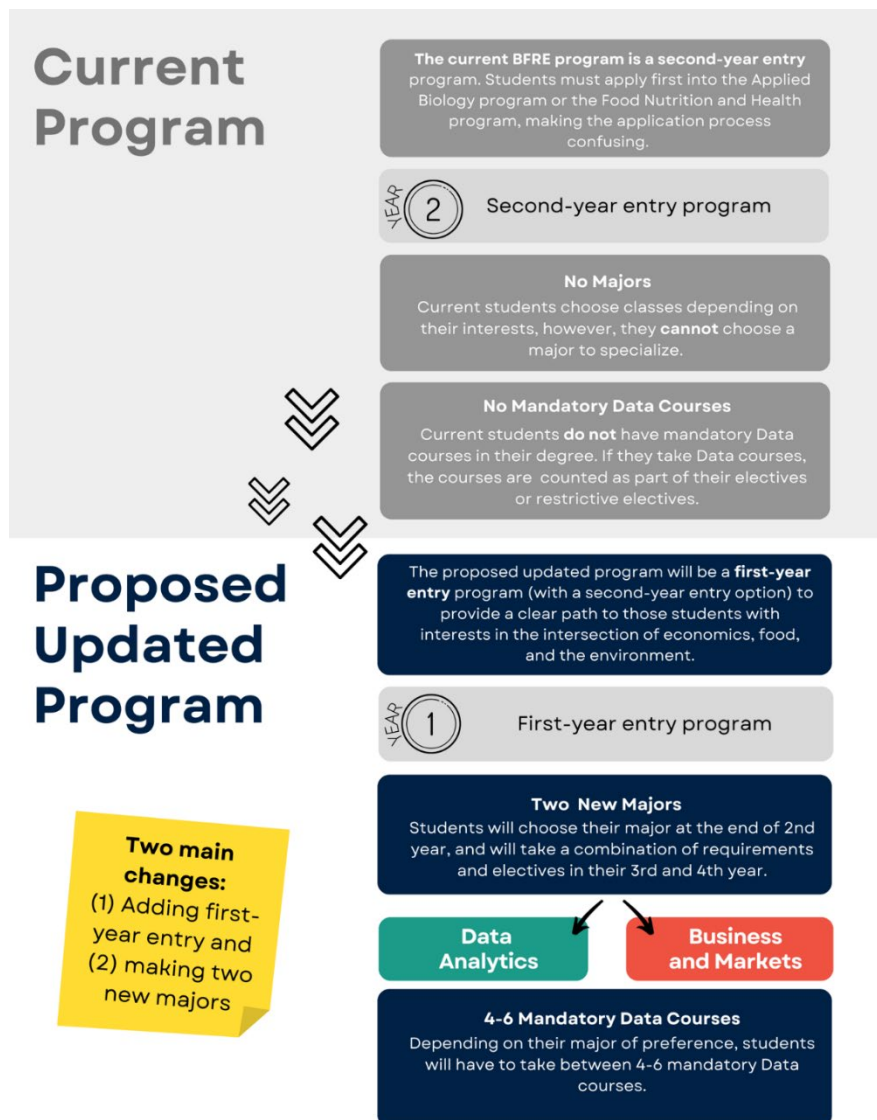 Current
Program
The current BFRE program is a second-year entry
program. Students must apply first into the Applied
Biology program or the Food Nutrition and Health
program, making the application process
confusing.
YEAR
2
Second-year entry program
No Majors
Current students choose classes depending on
their interests, however, they cannot choose a
major to specialize.
No Mandatory Data Courses
Current students do not have mandatory Data
courses in their degree. If they take Data courses,
the courses are counted as part of their electives
or restrictive electives.
Proposed
Updated
Program
The proposed updated program will be a first-year
entry program (with a second-year entry option) to
provide a clear path to those students with
interests in the intersection of economics, food,
and the environment.
YEAR
1
First-year entry program
Two New Majors
Students will choose their major at the end of 2nd
year, and will take a combination of requirements
and electives in their 3rd and 4th year.
Data
Analytics
Business
and Markets
4-6 Mandatory Data Courses
Depending on their major of preference, students
will have to take between 4-6 mandatory Data
courses.
Two main
changes:
(1) Adding first-
year entry and
(2) making two
new majors